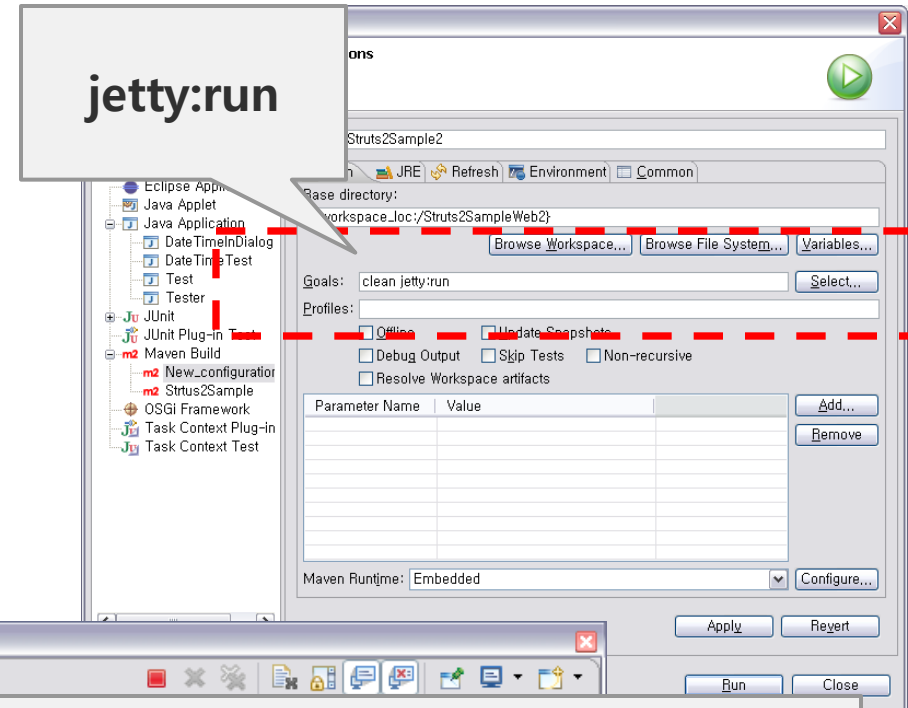 jetty:run
ons
Struts2Sample2
JRE Refresh Environment Common
Eclipse Appli
Java Applet
Java Application
DateTimeInDialog
DateTimeTest
Test
Tester
JUnit
JUnit Plug-in Test
Maven Build
New_configuration
Strtus2Sample
OSGi Framework
Task Context Plug-in
Task Context Test
Base directory:
workspace_loc:/Struts2SampleWeb2}
Browse Workspace... Browse File System... Variables...
Goals: clean jetty:run Select...
Profiles:
Offline Update Snapshots
Debug Output Skip Tests Non-recursive
Resolve Workspace artifacts
Parameter Name Value Add...
Remove
Maven Runtime: Embedded Configure...
Apply Revert
Run Close